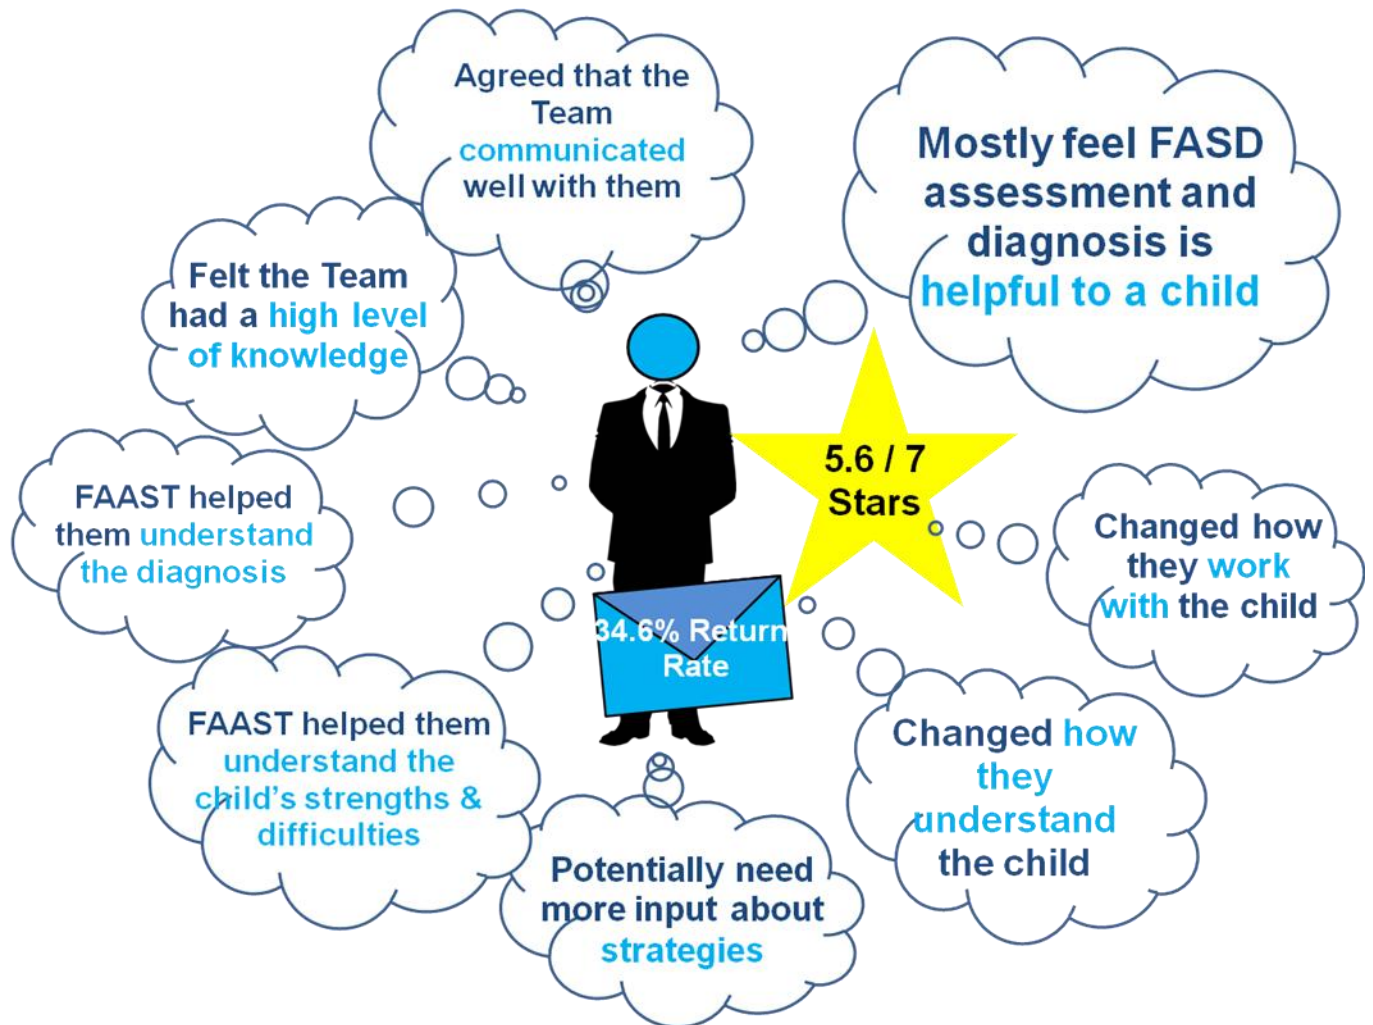 Agreed that the
Team
communicated
well with them
Mostly feel FASD
assessment and
diagnosis is
helpful to a child
Felt the Team
had a high level
of knowledge
5.6 / 7
Stars
FAAST helped
them understand
the diagnosis
Changed how
they work
with the child
34.6% Return
Rate
FAAST helped them
understand the
child's strengths &
difficulties
Changed how
they
understand
the child
Potentially need
more input about
strategies